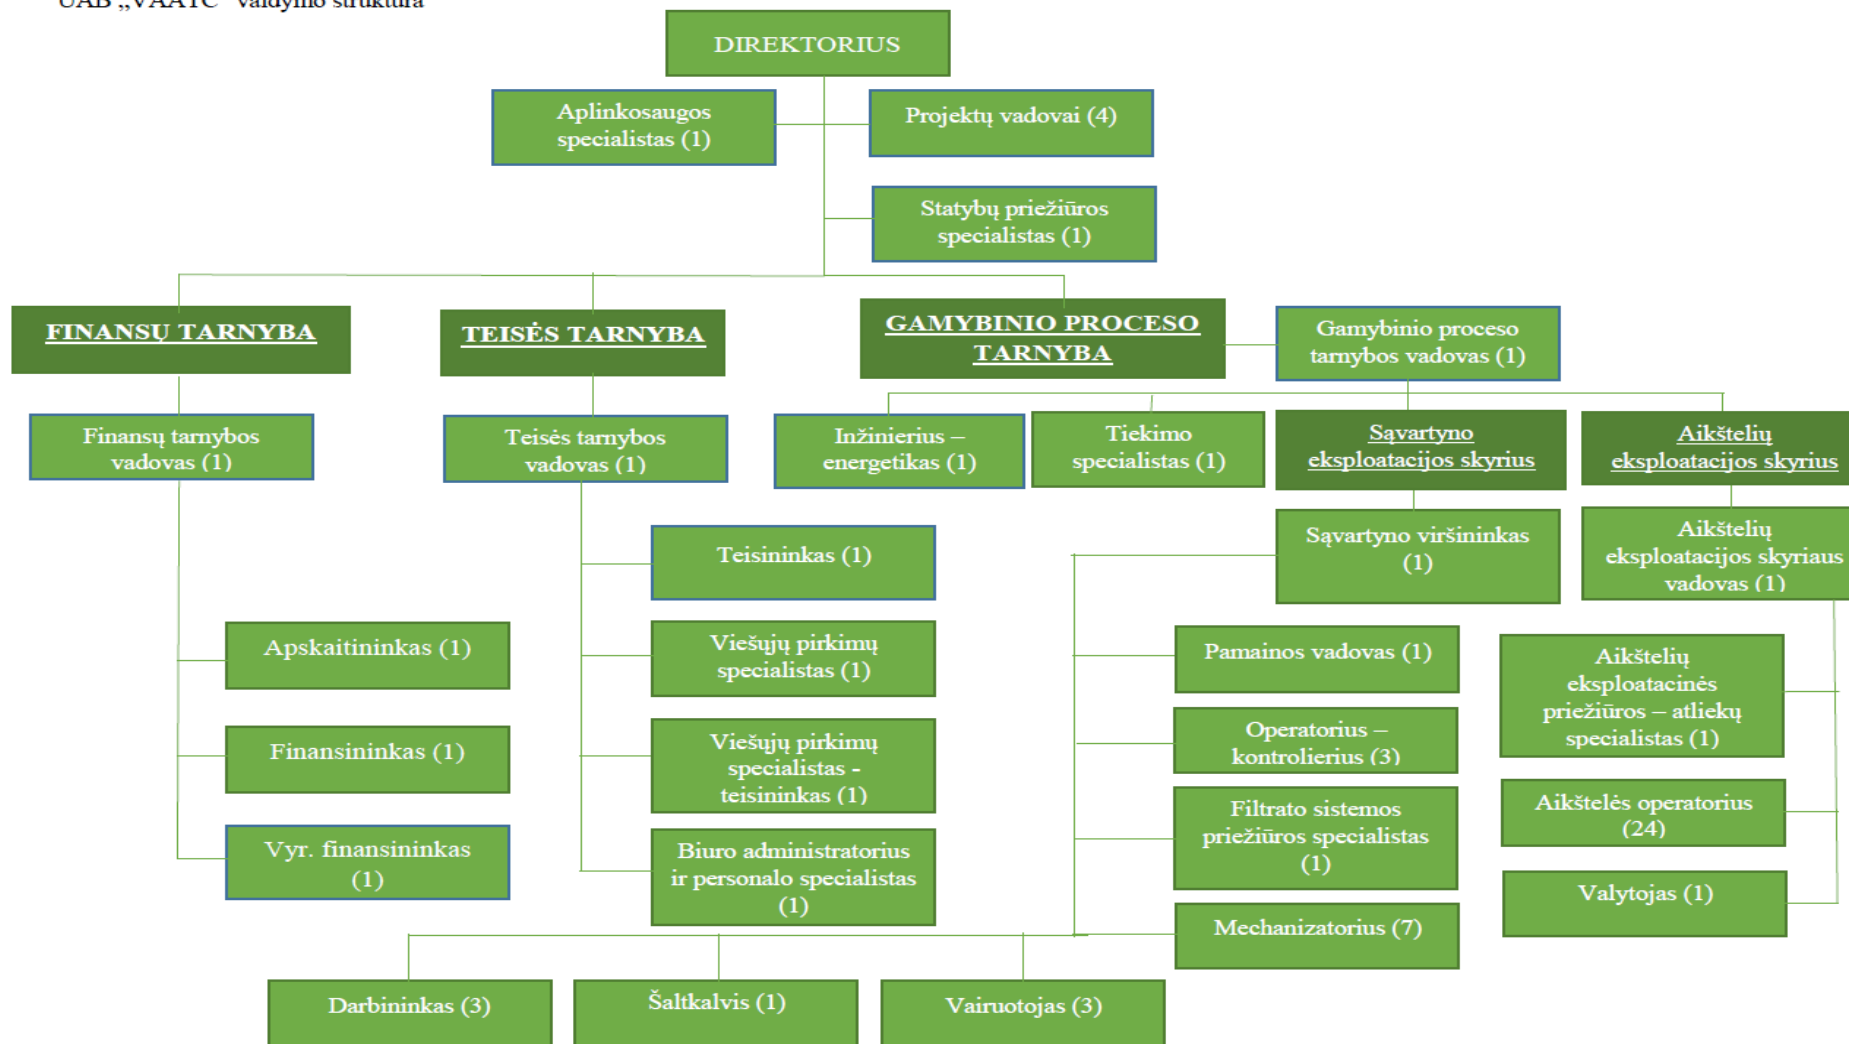 UAB „VAATC“ valdymo struktūra
DIREKTORIUS
Aplinkosaugos
specialistas (1)
Projektų vadovai (4)
Statybų priežiūros
specialistas (1)
FINANSŲ TARNYBA
TEISĖS TARNYBA
GAMYBINIO PROCESO
TARNYBA
Gamybinio proceso
tarnybos vadovas (1)
Finansų tarnybos
vadovas (1)
Teisės tarnybos
vadovas (1)
Inžinierius –
energetikas (1)
Tiekimo
specialistas (1)
Sąvartyno
eksploatacijos skyrius
Aikštelių
eksploatacijos skyrius
Teisininkas (1)
Sąvartyno viršininkas
(1)
Aikštelių
eksploatacijos skyriaus
vadovas (1)
Apskaitininkas (1)
Viešųjų pirkimų
specialistas (1)
Pamainos vadovas (1)
Aikštelių
eksploatacinės
priežiūros – atliekų
specialistas (1)
Finansininkas (1)
Viešųjų pirkimų
specialistas -
teisininkas (1)
Operatorius –
kontrolierius (3)
Aikštelės operatorius
(24)
Vyr. finansininkas
(1)
Biuro administratorius
ir personalo specialistas
(1)
Filtrato sistemos
priežiūros specialistas
(1)
Valytojas (1)
Mechanizatorius (7)
Darbininkas (3)
Šaltkalvis (1)
Vairuotojas (3)